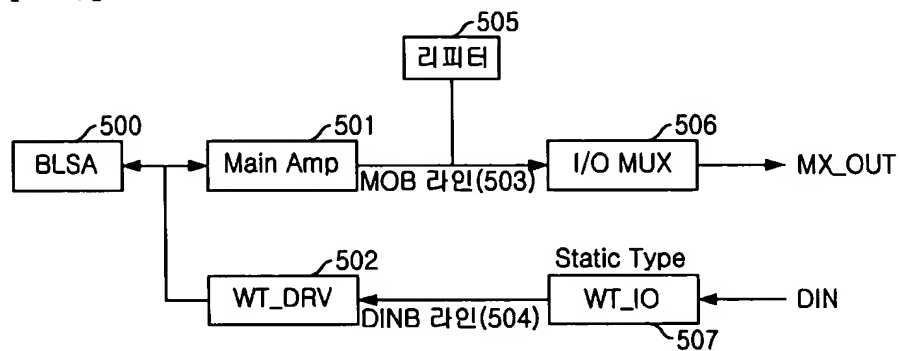 505
리피터
500
BLSA
501
Main Amp
MOB 라인(503)
506
I/O MUX
MX_OUT
502
WT_DRV
DINB 라인(504)
Static Type
WT_IO
507
DIN